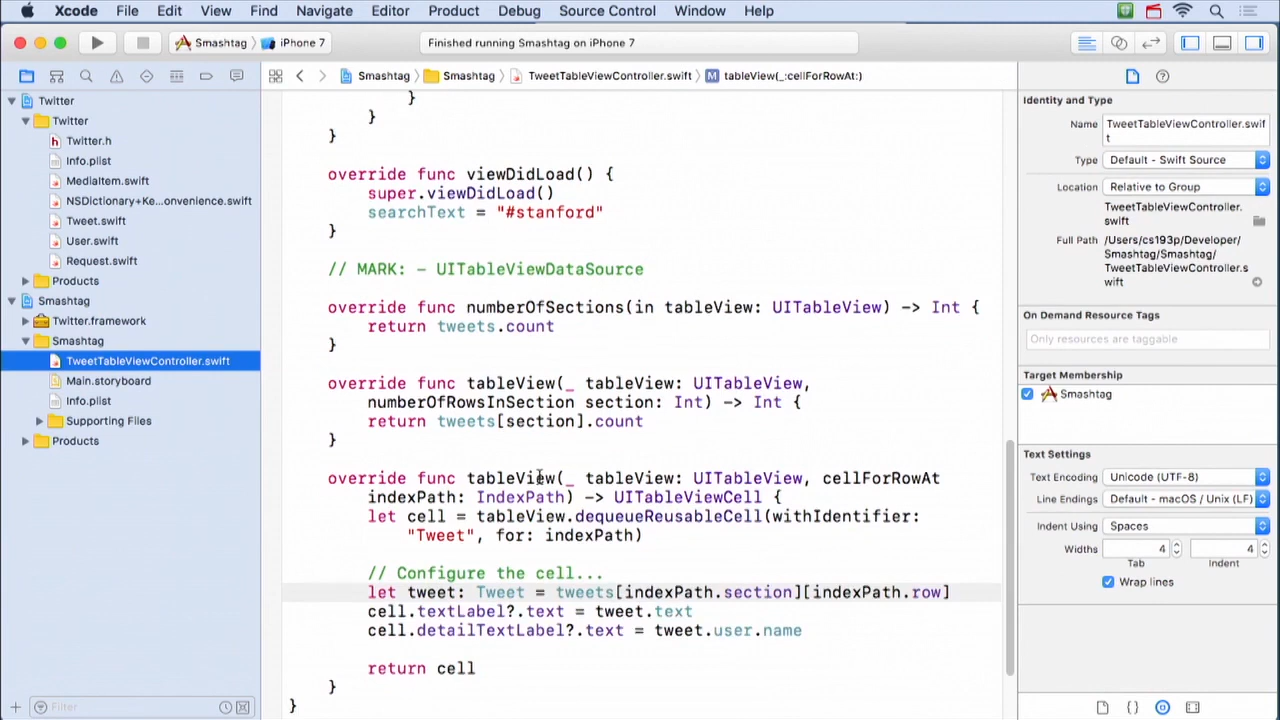 Xcode File Edit View Find Navigate Editor Product Debug Source Control Window Help
Smashtag iPhone 7
Finished running Smashtag on iPhone 7
Smashtag Smashtag TweetTableViewController.swift M tableView(_:cellForRowAt:)
Twitter
Twitter
h Twitter.h
Info.plist
MediaItem.swift
NSDictionary+Ke...onvenience.swift
Tweet.swift
User.swift
Request.swift
Products
Smashtag
Twitter.framework
Smashtag
TweetTableViewController.swift
Main.storyboard
Info.plist
Supporting Files
Products
Filter
}
}
}
override func viewDidLoad() {
super.viewDidLoad()
searchText = "#stanford"
}
// MARK: - UITableViewDataSource
override func numberOfSections(in tableView: UITableView) -> Int {
return tweets.count
}
override func tableView(_ tableView: UITableView,
numberOfRowsInSection section: Int) -> Int {
return tweets[section].count
}
override func tableView(_ tableView: UITableView, cellForRowAt
indexPath: IndexPath) -> UITableViewCell {
let cell = tableView.dequeueReusableCell(withIdentifier:
"Tweet", for: indexPath)
// Configure the cell...
let tweet: Tweet = tweets[indexPath.section][indexPath.row]
cell.textLabel?.text = tweet.text
cell.detailTextLabel?.text = tweet.user.name
return cell
}
}
Identity and Type
Name TweetTableViewController.swif
t
Type Default - Swift Source
Location Relative to Group
TweetTableViewController.
swift
Full Path /Users/cs193p/Developer/
Smashtag/Smashtag/
TweetTableViewController.s
wift
On Demand Resource Tags
Only resources are taggable
Target Membership
Smashtag
Text Settings
Text Encoding Unicode (UTF-8)
Line Endings Default - macOS / Unix (LF)
Indent Using Spaces
Widths 4 4
Tab Indent
Wrap lines